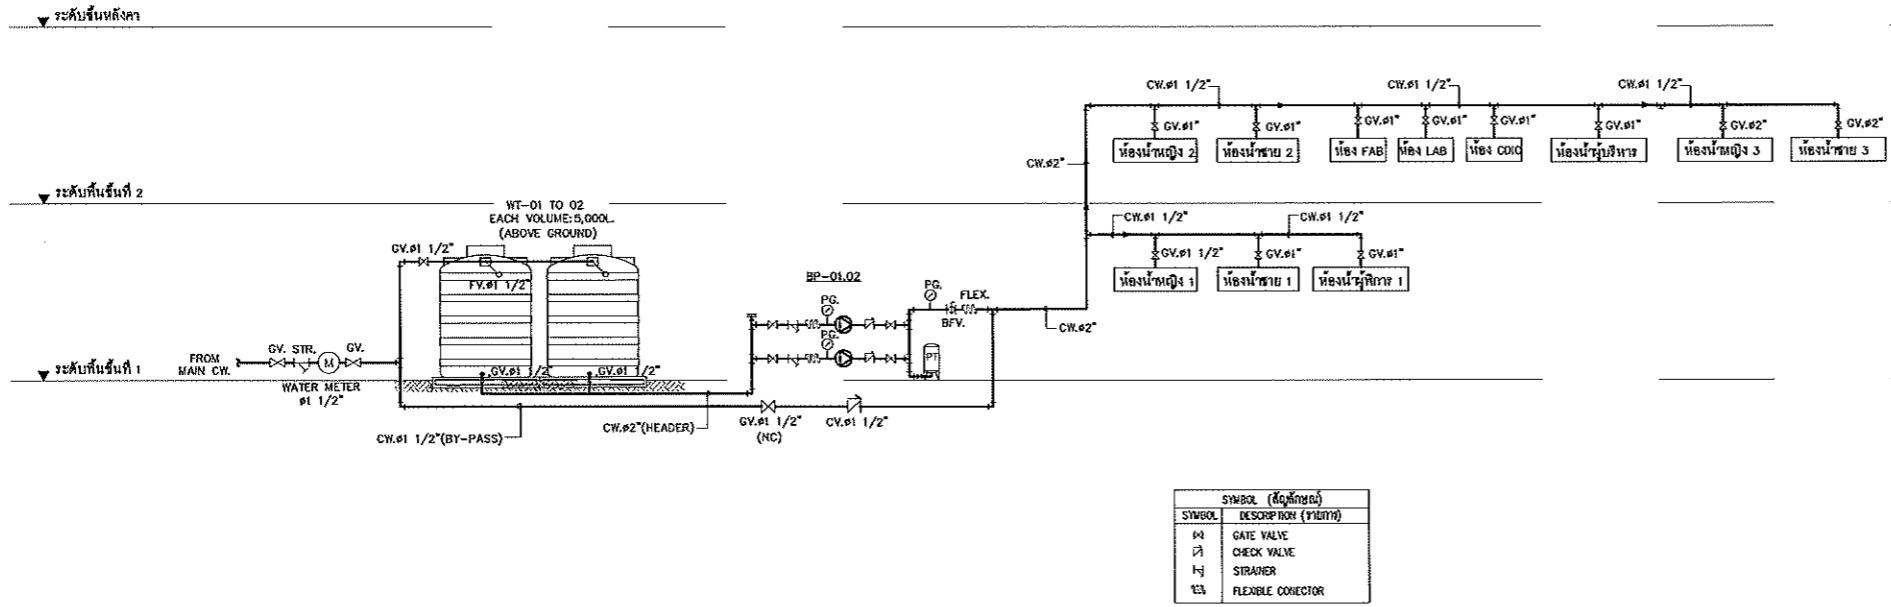 ระดับชั้นหลังคา
CW.ø1 1/2"
CW.ø1 1/2"
CW.ø1 1/2"
GV.ø1"
GV.ø1"
GV.ø1"
GV.ø1"
GV.ø1"
GV.ø1"
GV.ø2"
GV.ø2"
ห้องน้ำหญิง 2
ห้องน้ำชาย 2
ห้อง FAB
ห้อง LAB
ห้อง CDIO
ห้องน้ำผู้บริหาร
ห้องน้ำหญิง 3
ห้องน้ำชาย 3
CW.ø2"
ระดับพื้นชั้นที่ 2
WT-01 TO 02
EACH VOLUME:5,000L.
(ABOVE GROUND)
CW.ø1 1/2"
CW.ø1 1/2"
GV.ø1 1/2"
GV.ø1 1/2"
GV.ø1"
GV.ø1"
FV.ø1 1/2"
BP-01,02
ห้องน้ำหญิง 1
ห้องน้ำชาย 1
ห้องน้ำผู้พิการ 1
PG.
FLEX.
PG.
BFV.
CW.ø2"
PG.
GV.
STR.
GV.
FROM
MAIN CW.
M
PT
ระดับพื้นชั้นที่ 1
GV.ø1 1/2"
GV.ø1 1/2"
WATER METER
ø1 1/2"
CW.ø1 1/2"(BY-PASS)
CW.ø2"(HEADER)
GV.ø1 1/2"
(NC)
CV.ø1 1/2"
SYMBOL (สัญลักษณ์)
SYMBOL
DESCRIPTION (รายการ)
GATE VALVE
CHECK VALVE
STRAINER
FLEXIBLE CONECTOR